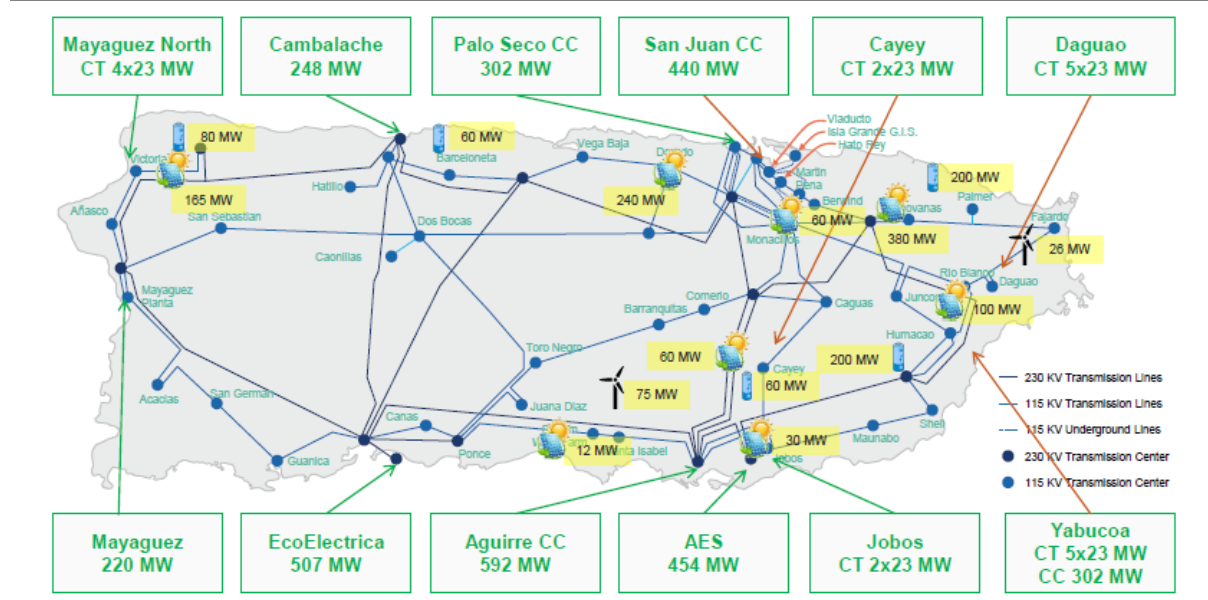 Mayaguez North
CT 4x23 MW
Cambalache
248 MW
Palo Seco CC
302 MW
San Juan CC
440 MW
Cayey
CT 2x23 MW
Daguao
CT 5x23 MW
80 MW
60 MW
Vega Baja
Viaducto
Isla Grande G.I.S.
Hato Rey
Victoria
Barceloneta
Martin
Pena
200 MW
165 MW
Hatillo
240 MW
Berwind
Palmer
Añasco
San Sebastian
Dos Bocas
60 MW
Fajardo
Monacillos
380 MW
26 MW
Caonillas
Rio Blanco
Daguao
Mayaguez
Planta
Barranquitas
Comerio
Caguas
100 MW
Humacao
Toro Negro
60 MW
200 MW
Cayey
60 MW
75 MW
Acacias
San German
Juana Diaz
Canas
Guanica
Ponce
12 MW
Isabel
30 MW
Jobos
Maunabo
Shell
230 KV Transmission Lines
115 KV Transmission Lines
115 KV Underground Lines
230 KV Transmission Center
115 KV Transmission Center
Mayaguez
220 MW
EcoElectrica
507 MW
Aguirre CC
592 MW
AES
454 MW
Jobos
CT 2x23 MW
Yabucoa
CT 5x23 MW
CC 302 MW